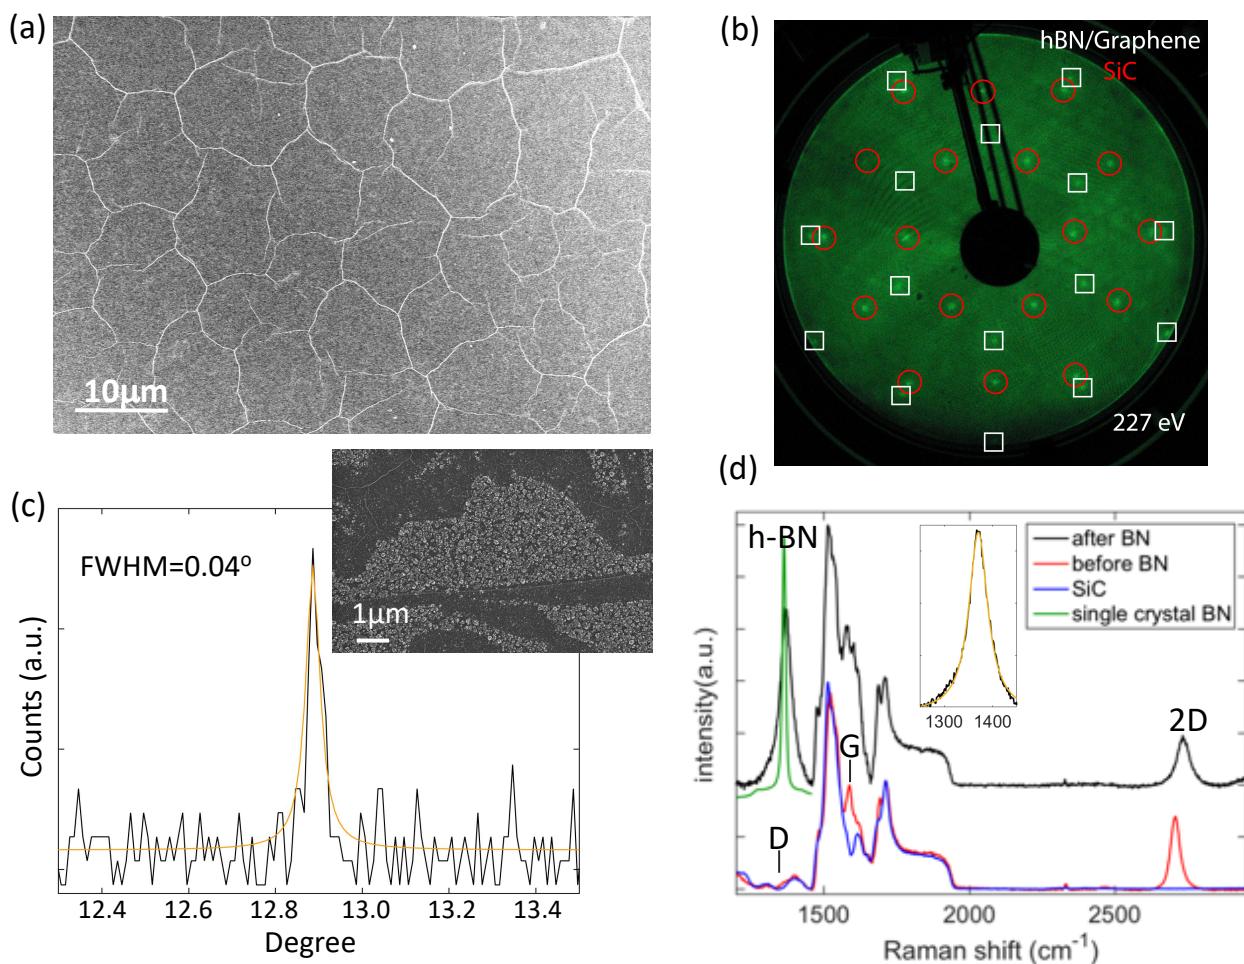 (a)
10μm
(b)
hBN/Graphene
SiC
227 eV
(c)
FWHM=0.04°
1μm
Counts (a.u.)
12.4 12.6 12.8 13.0 13.2 13.4
Degree
(d)
h-BN
after BN
before BN
SiC
single crystal BN
1300 1400
G
2D
D
intensity(a.u.)
1500 2000 2500
Raman shift (cm⁻¹)